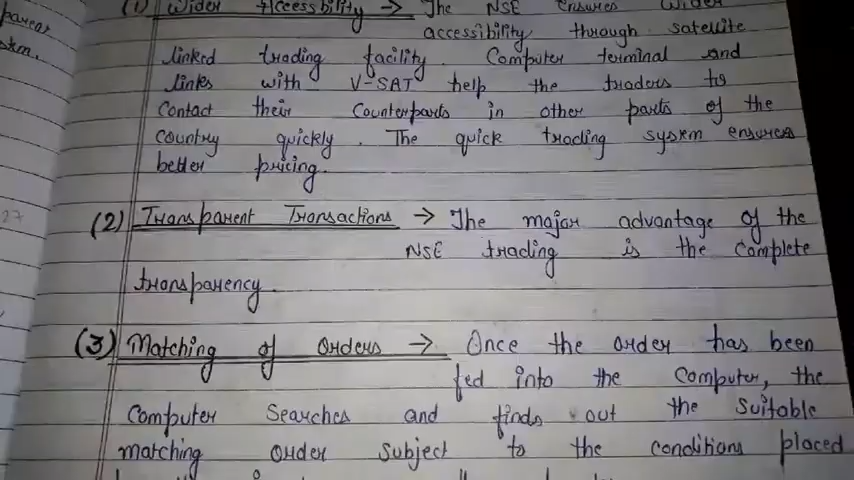 parent
(1) Wider Accessibility → The NSE ensures wider
accessibility through satellite
linked trading facility. Computer terminal and
links with V-SAT help the traders to
contact their counterparts in other parts of the
country quickly. The quick trading system ensures
better pricing.
27
(2) Transparent Transactions → The major advantage of the
NSE trading is the complete
transparency.
(3) Matching of Orders → Once the order has been
fed into the computer, the
computer searches and finds out the suitable
matching order subject to the conditions placed